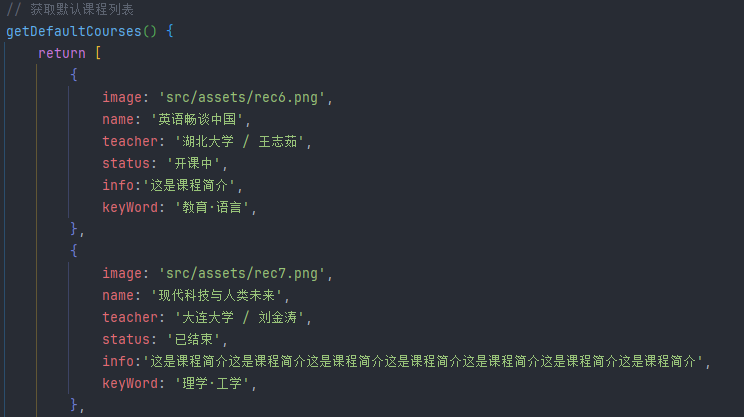 // 获取默认课程列表
getDefaultCourses() {
return [
{
image: 'src/assets/rec6.png',
name: '英语畅谈中国',
teacher: '湖北大学 / 王志茹',
status: '开课中',
info:'这是课程简介',
keyWord: '教育·语言',
},
{
image: 'src/assets/rec7.png',
name: '现代科技与人类未来',
teacher: '大连大学 / 刘金涛',
status: '已结束',
info:'这是课程简介这是课程简介这是课程简介这是课程简介这是课程简介这是课程简介这是课程简介',
keyWord: '理学·工学',
},